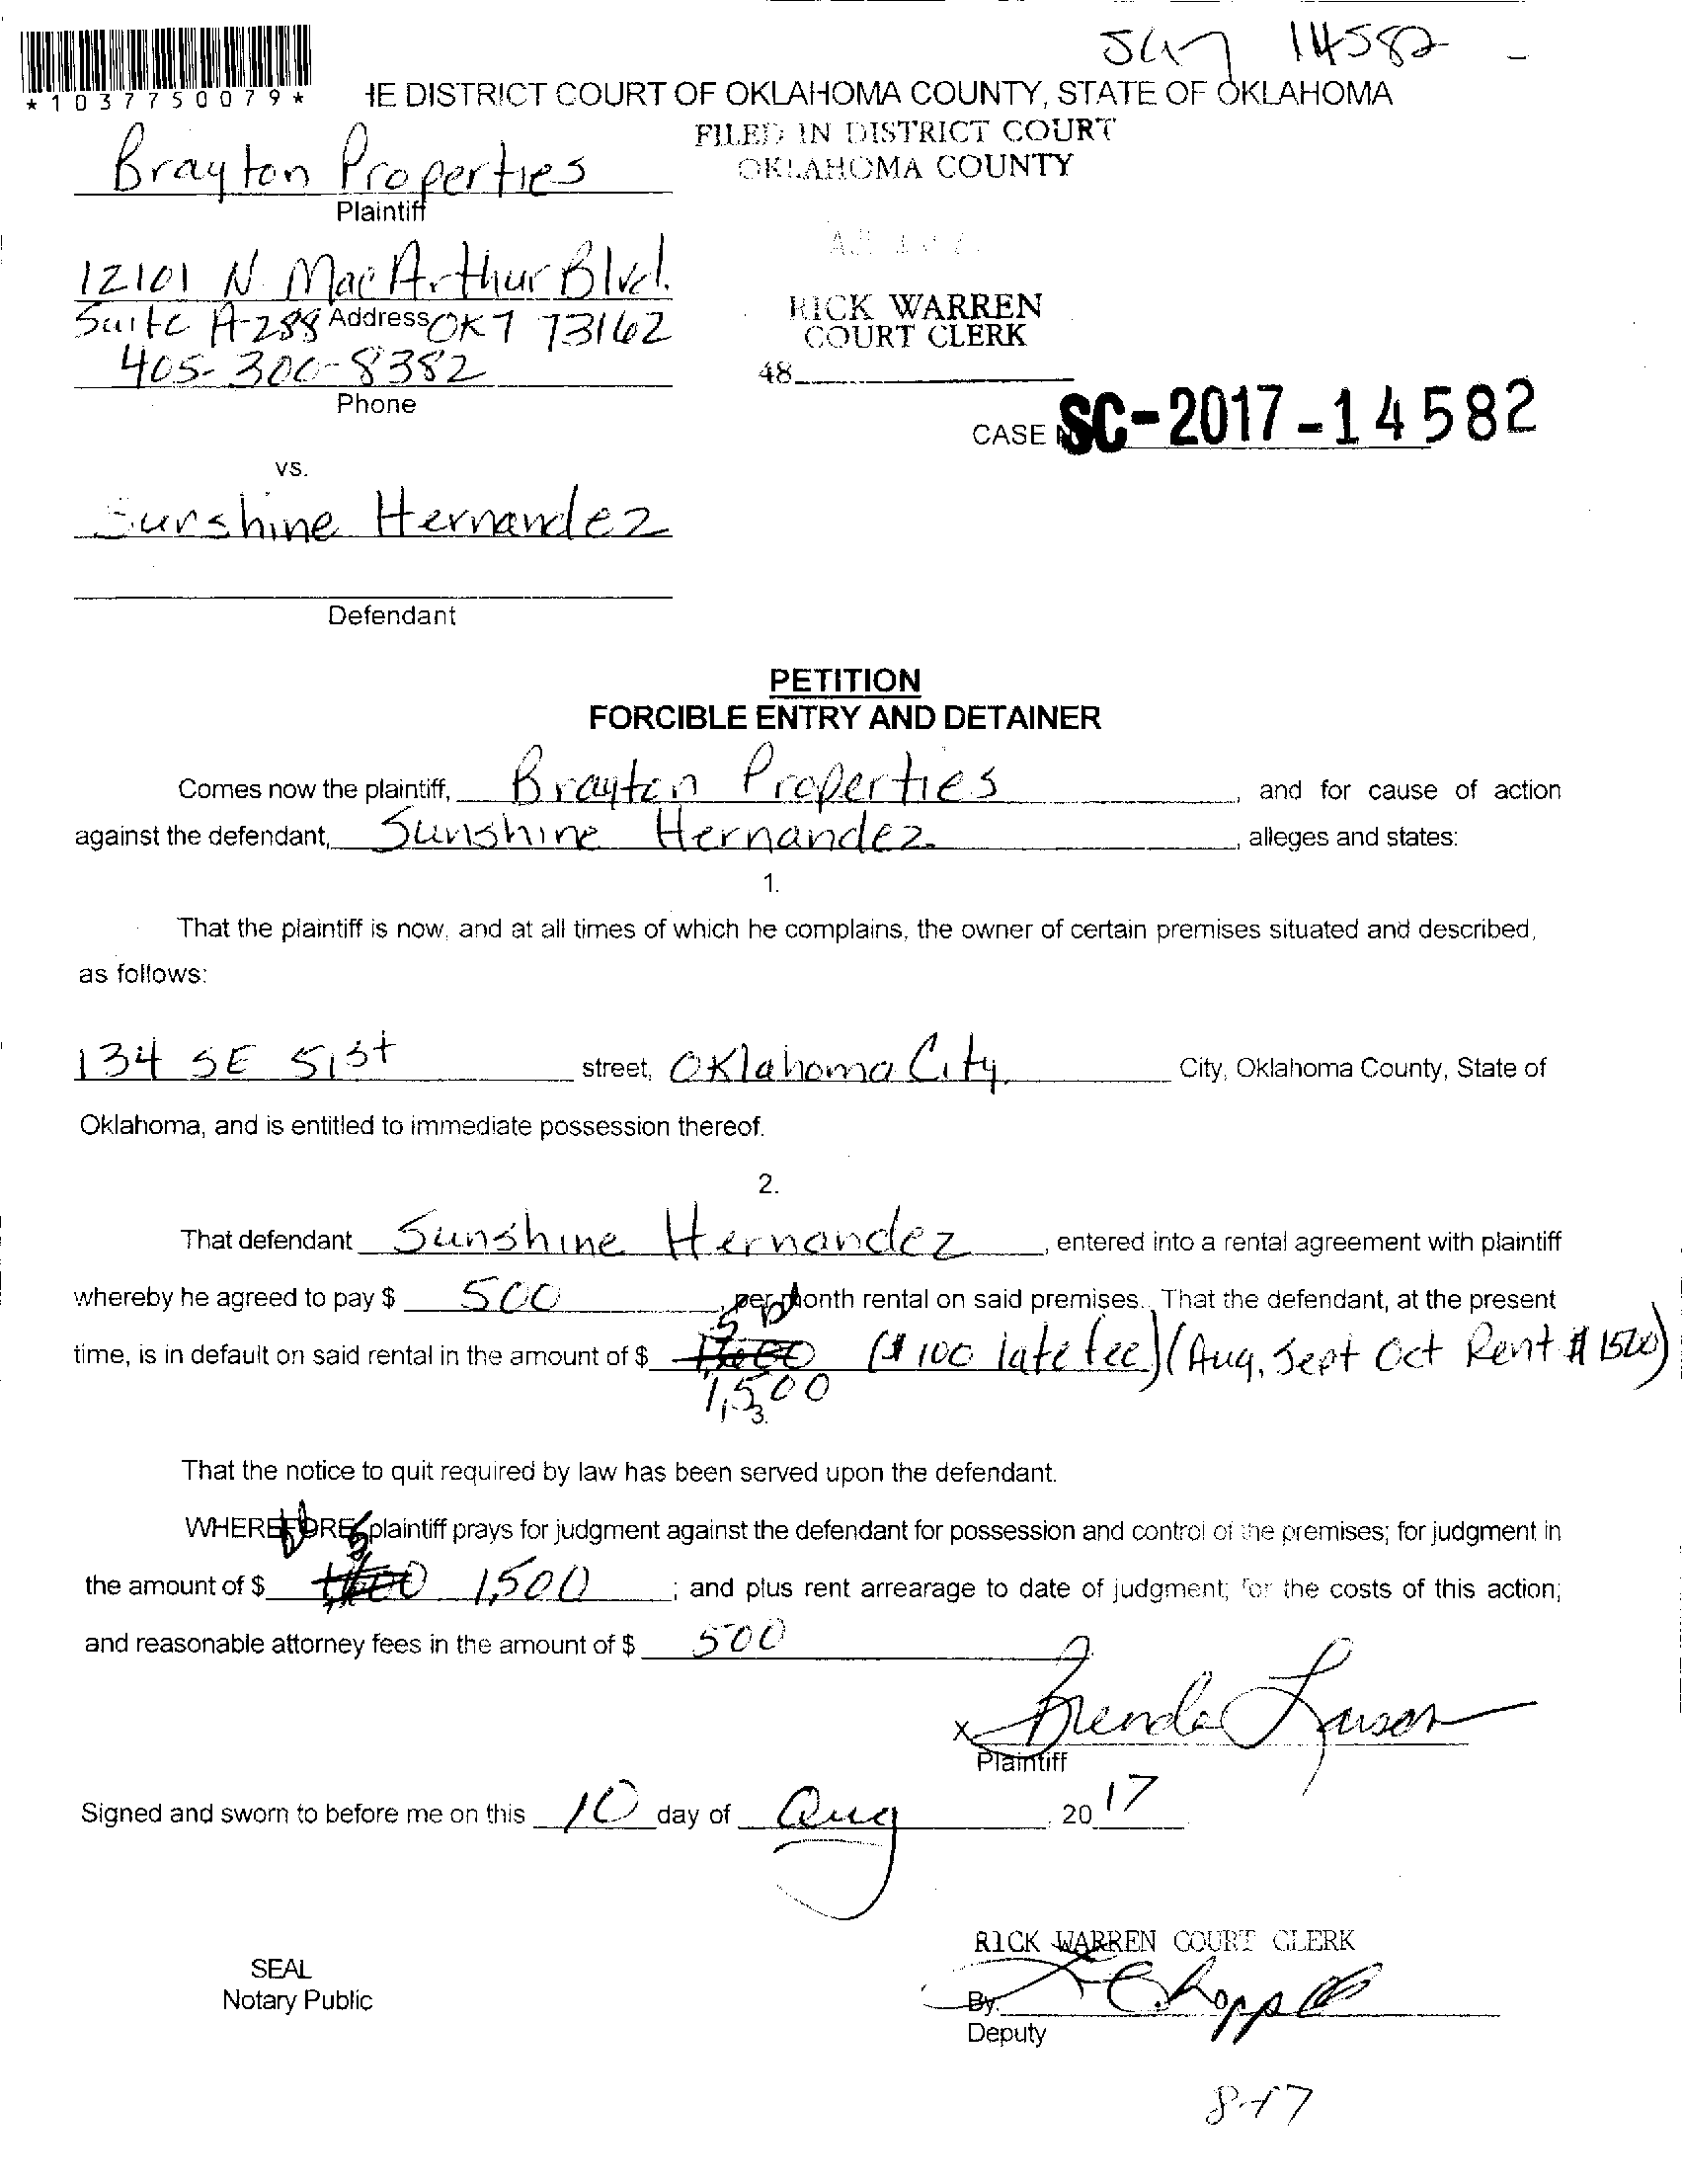 Sun 14582
*1037750079*
HE DISTRICT COURT OF OKLAHOMA COUNTY, STATE OF OKLAHOMA
FILED IN DISTRICT COURT
OKLAHOMA COUNTY
Brayton Properties
Plaintiff
12101 N. MacArthur Blvd.
Suite A-288 Address OK 73162
405-300-8382
Phone
RICK WARREN
COURT CLERK
48
CASE SC-2017-14582
vs.
Sunshine Hernandez
Defendant
PETITION
FORCIBLE ENTRY AND DETAINER
Comes now the plaintiff, Brayton Properties, and for cause of action
against the defendant, Sunshine Hernandez, alleges and states:
1.
That the plaintiff is now, and at all times of which he complains, the owner of certain premises situated and described,
as follows:
134 SE 51st street, Oklahoma City, City, Oklahoma County, State of
Oklahoma, and is entitled to immediate possession thereof.
2.
That defendant Sunshine Hernandez, entered into a rental agreement with plaintiff
whereby he agreed to pay $ 500, per month rental on said premises. That the defendant, at the present
time, is in default on said rental in the amount of $ ($100 late fee) (Aug, Sept Oct Rent $1500)
1,500
3.
That the notice to quit required by law has been served upon the defendant.
WHEREFORE, plaintiff prays for judgment against the defendant for possession and control of the premises; for judgment in
the amount of $ 1,500; and plus rent arrearage to date of judgment; for the costs of this action;
and reasonable attorney fees in the amount of $ 500
x Brenda Larson
Plaintiff
Signed and sworn to before me on this 10 day of Aug, 2017
RICK WARREN COURT CLERK
SEAL
Notary Public
By
Deputy
8-17